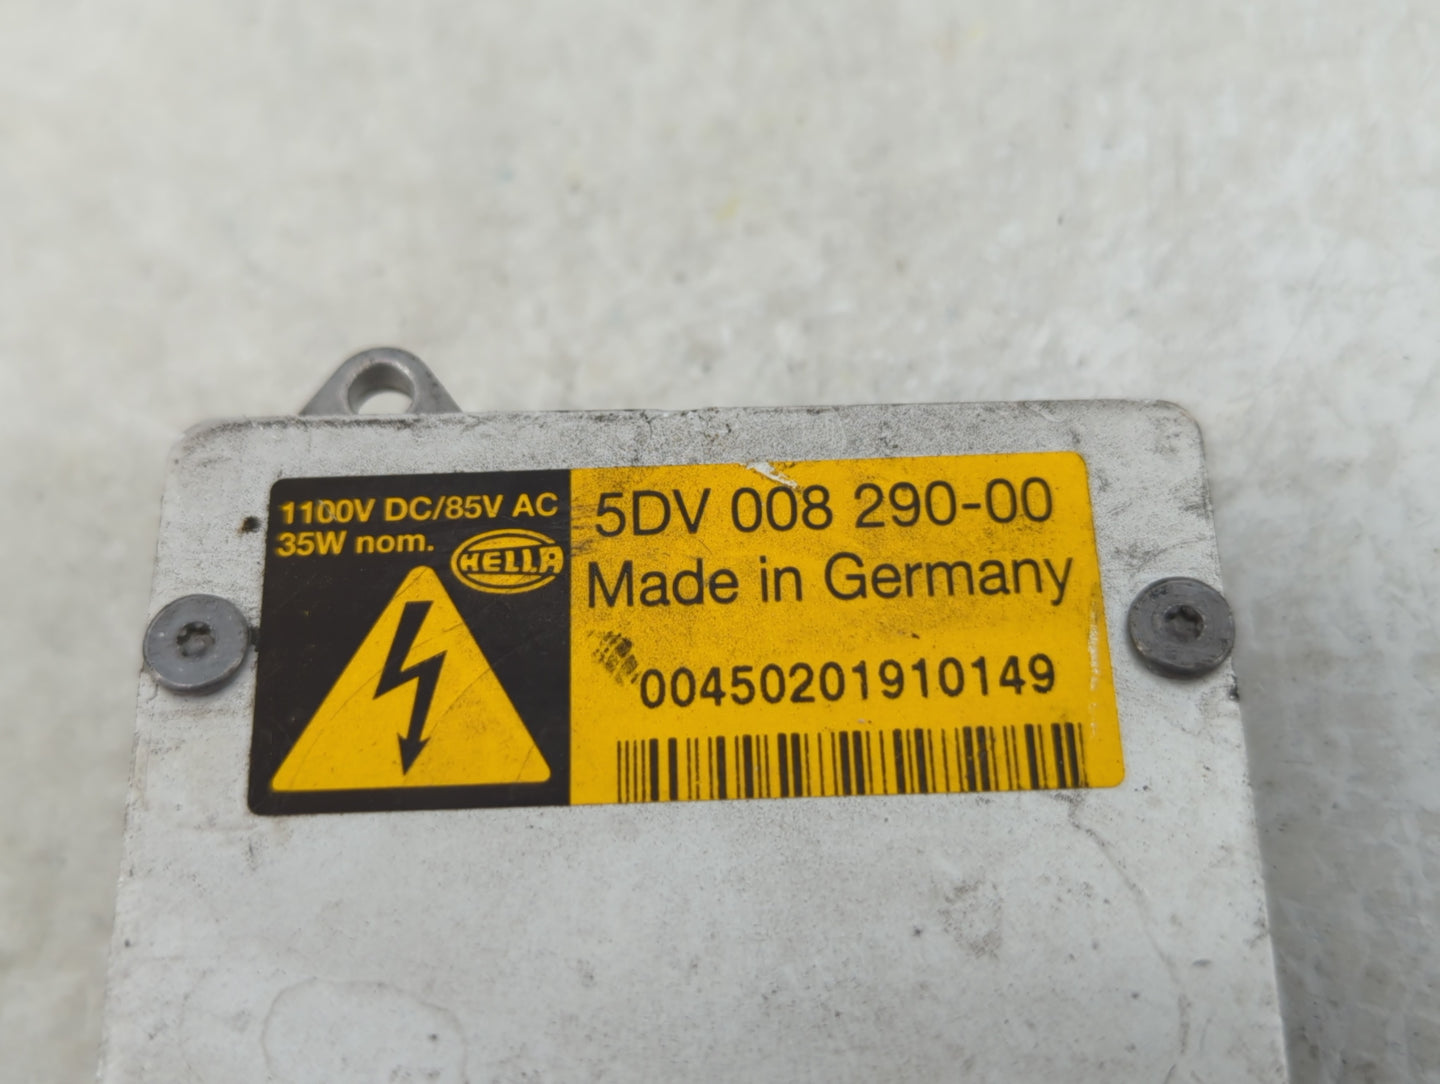 1100V DC/85V AC
35W nom.
HELLA
5DV 008 290-00
Made in Germany
00450201910149